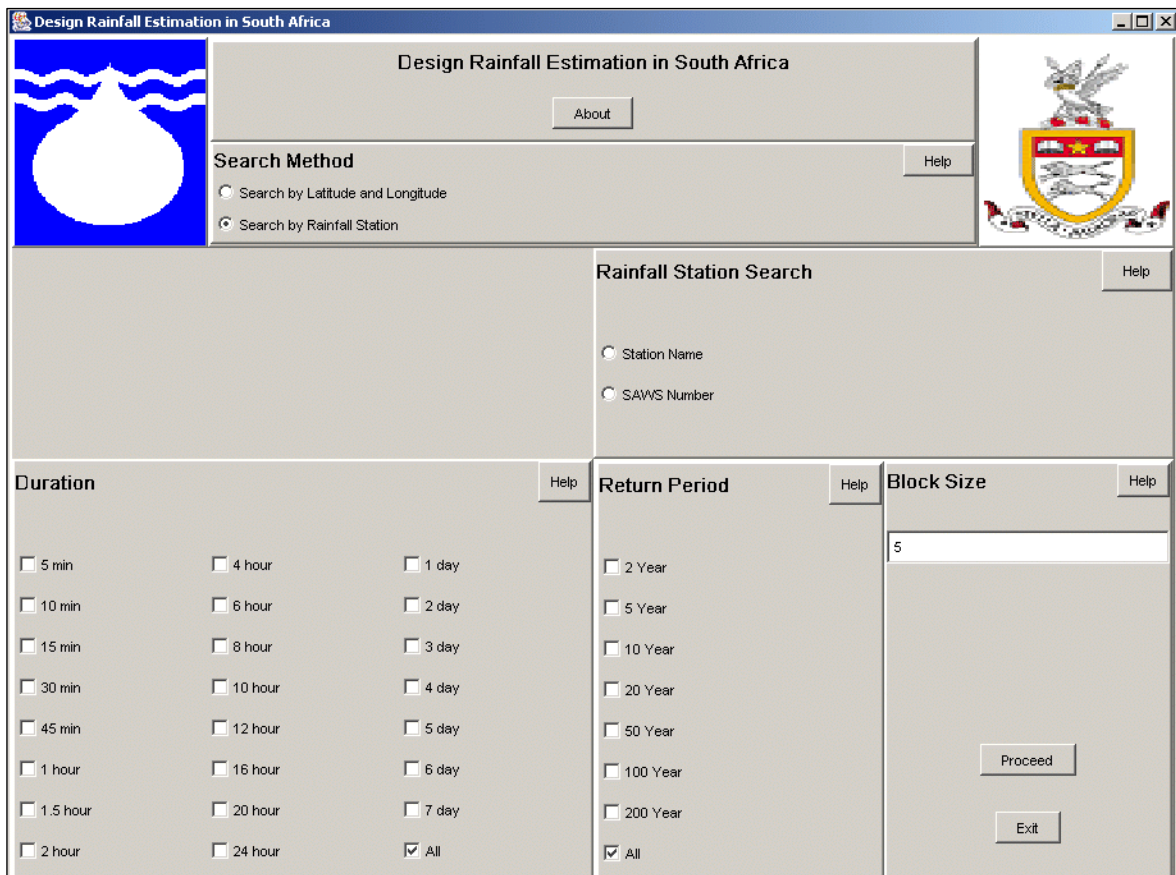 Design Rainfall Estimation in South Africa
Design Rainfall Estimation in South Africa
About
Search Method
Help
Search by Latitude and Longitude
Search by Rainfall Station
Rainfall Station Search
Help
Station Name
SAWS Number
Duration
Help
5 min
4 hour
1 day
10 min
6 hour
2 day
15 min
8 hour
3 day
30 min
10 hour
4 day
45 min
12 hour
5 day
1 hour
16 hour
6 day
1.5 hour
20 hour
7 day
2 hour
24 hour
All
Return Period
Help
2 Year
5 Year
10 Year
20 Year
50 Year
100 Year
200 Year
All
Block Size
Help
5
Proceed
Exit